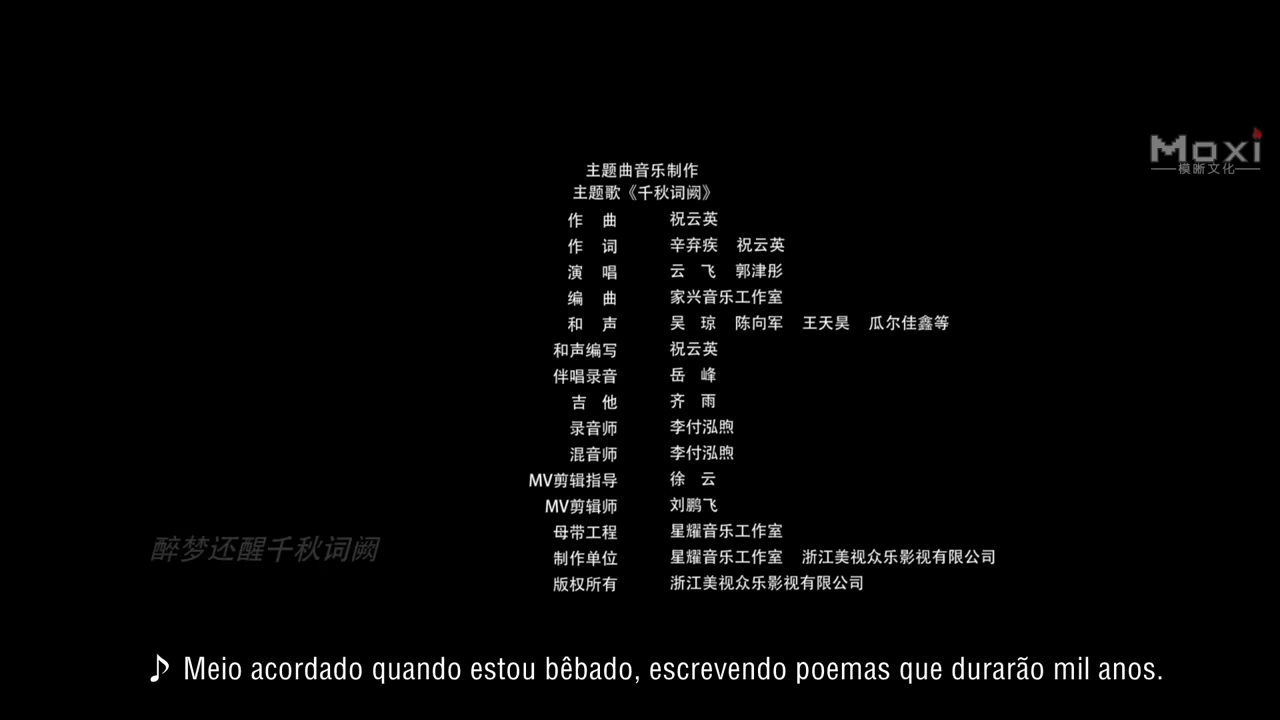 Moxi
模晰文化
主题曲音乐制作
主题歌《千秋词阙》
作 曲 祝云英
作 词 辛弃疾 祝云英
演 唱 云 飞 郭津彤
编 曲 家兴音乐工作室
和 声 吴 琼 陈向军 王天昊 瓜尔佳鑫等
和声编写 祝云英
伴唱录音 岳 峰
吉 他 齐 雨
录音师 李付泓煦
混音师 李付泓煦
MV剪辑指导 徐 云
MV剪辑师 刘鹏飞
母带工程 星耀音乐工作室
制作单位 星耀音乐工作室 浙江美视众乐影视有限公司
版权所有 浙江美视众乐影视有限公司
醉梦还醒千秋词阙
♪ Meio acordado quando estou bêbado, escrevendo poemas que durarão mil anos.